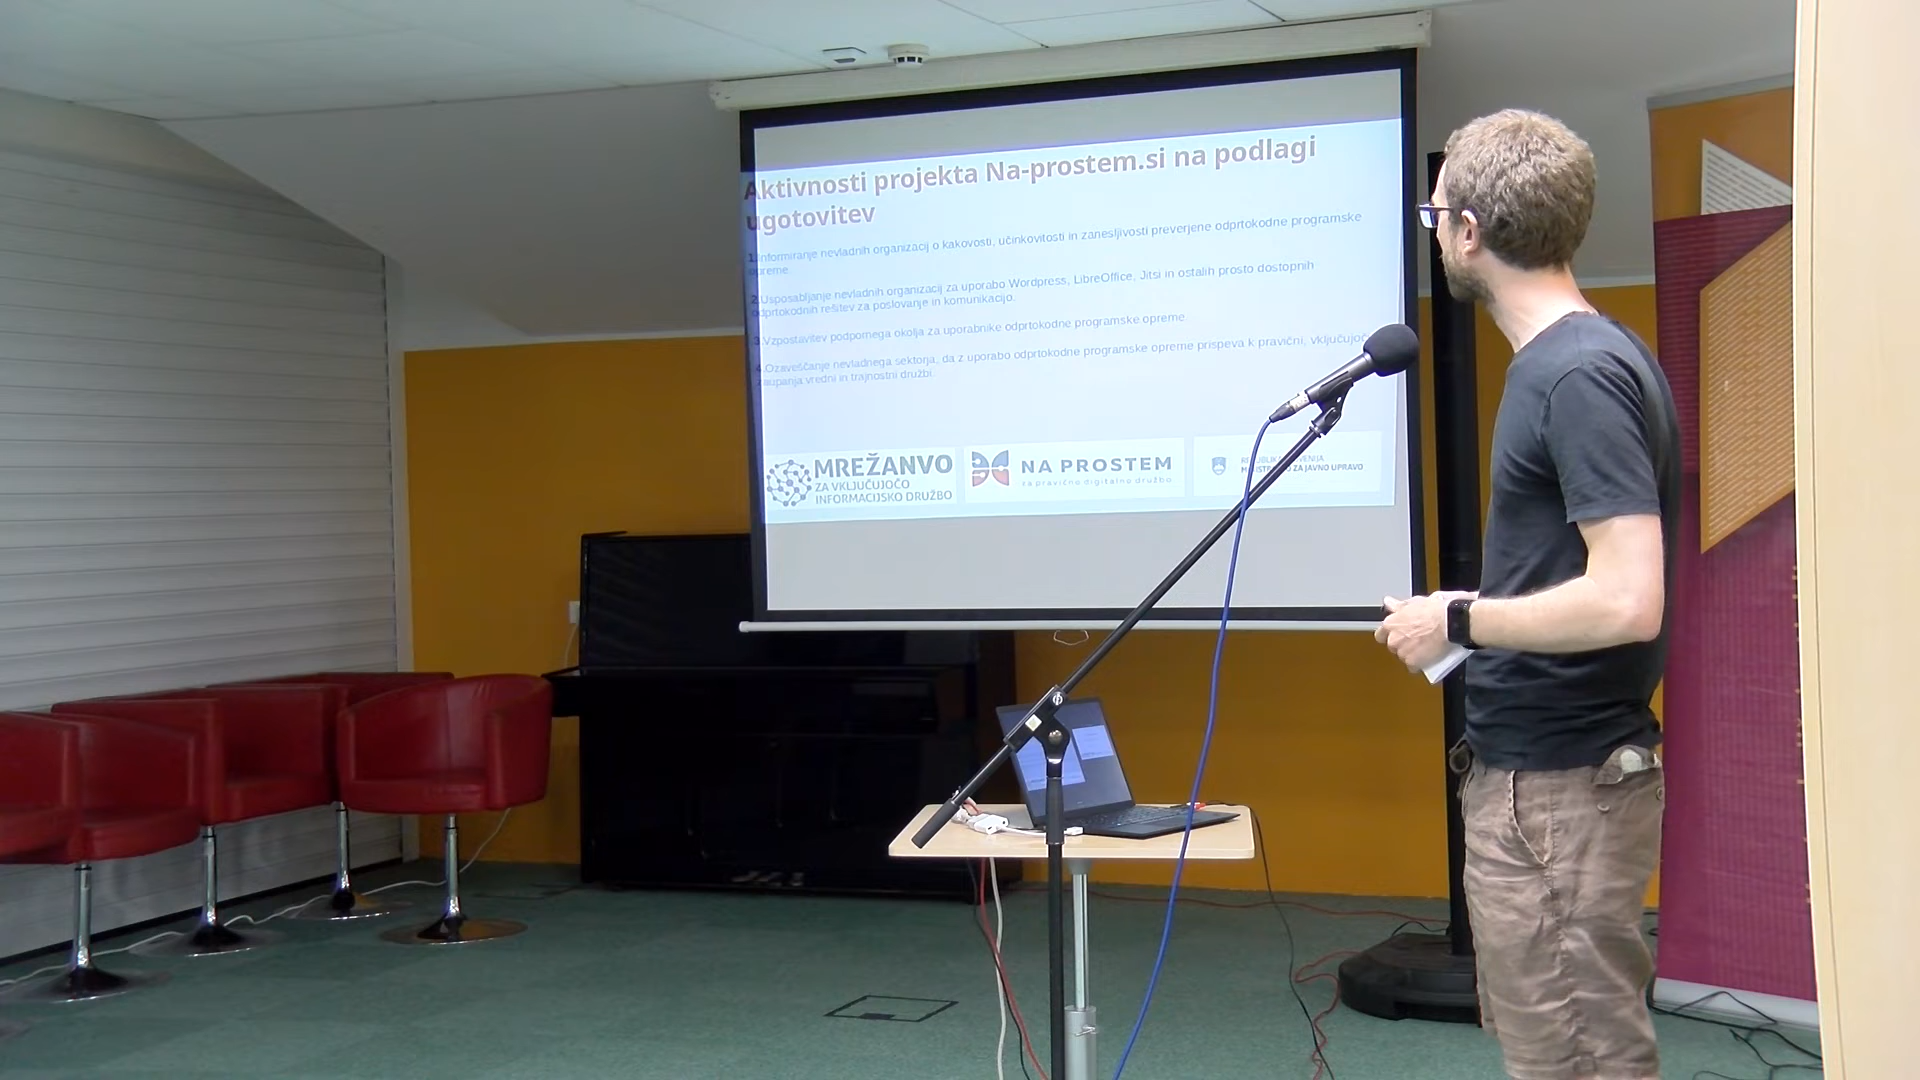 Aktivnosti projekta Na-prostem.si na podlagi
ugotovitev
1.Informiranje nevladnih organizacij o kakovosti, učinkovitosti in zanesljivosti preverjene odprtokodne programske
opreme.
2.Usposabljanje nevladnih organizacij za uporabo Wordpress, LibreOffice, Jitsi in ostalih prosto dostopnih
odprtokodnih rešitev za poslovanje in komunikacijo.
3.Vzpostavitev podpornega okolja za uporabnike odprtokodne programske opreme.
4.Ozaveščanje nevladnega sektorja, da z uporabo odprtokodne programske opreme prispeva k pravični,
zaupanja vredni in trajnostni družbi.
MREŽANVO
ZA VKLJUČUJOČO
INFORMACIJSKO DRUŽBO
NA PROSTEM
za pravično digitalno družbo
ZA JAVNO UPRAVO